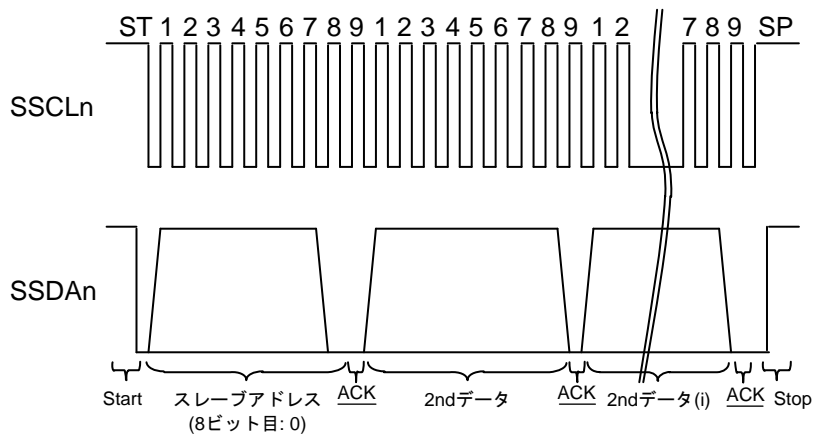 ST 1 2 3 4 5 6 7 8 9 1 2 3 4 5 6 7 8 9 1 2 7 8 9 SP
SSCLn
SSDAn
Start スレーブアドレス ACK 2ndデータ ACK 2ndデータ(i) ACK Stop
(8ビット目: 0)